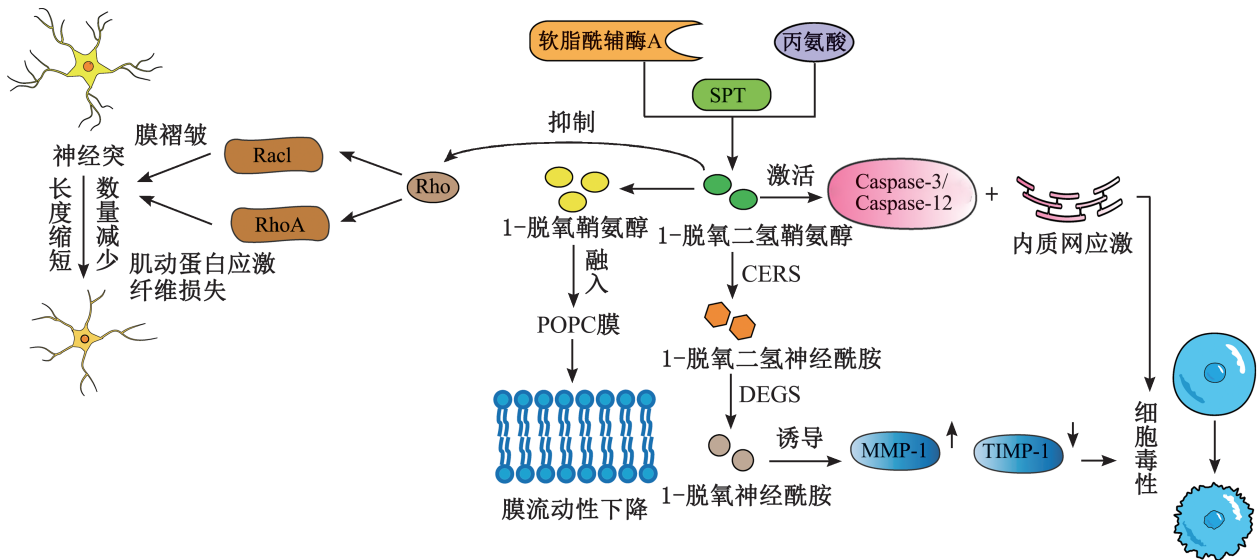 软脂酰辅酶A
丙氨酸
SPT
抑制
膜褶皱
Racl
神经突
长度缩短
数量减少
RhoA
Rho
肌动蛋白应激
纤维损失
1-脱氧鞘氨醇
1-脱氧二氢鞘氨醇
激活
Caspase-3/
Caspase-12
+
内质网应激
融入
CERS
POPC膜
1-脱氧二氢神经酰胺
DEGS
膜流动性下降
1-脱氧神经酰胺
诱导
MMP-1
TIMP-1
细胞毒性